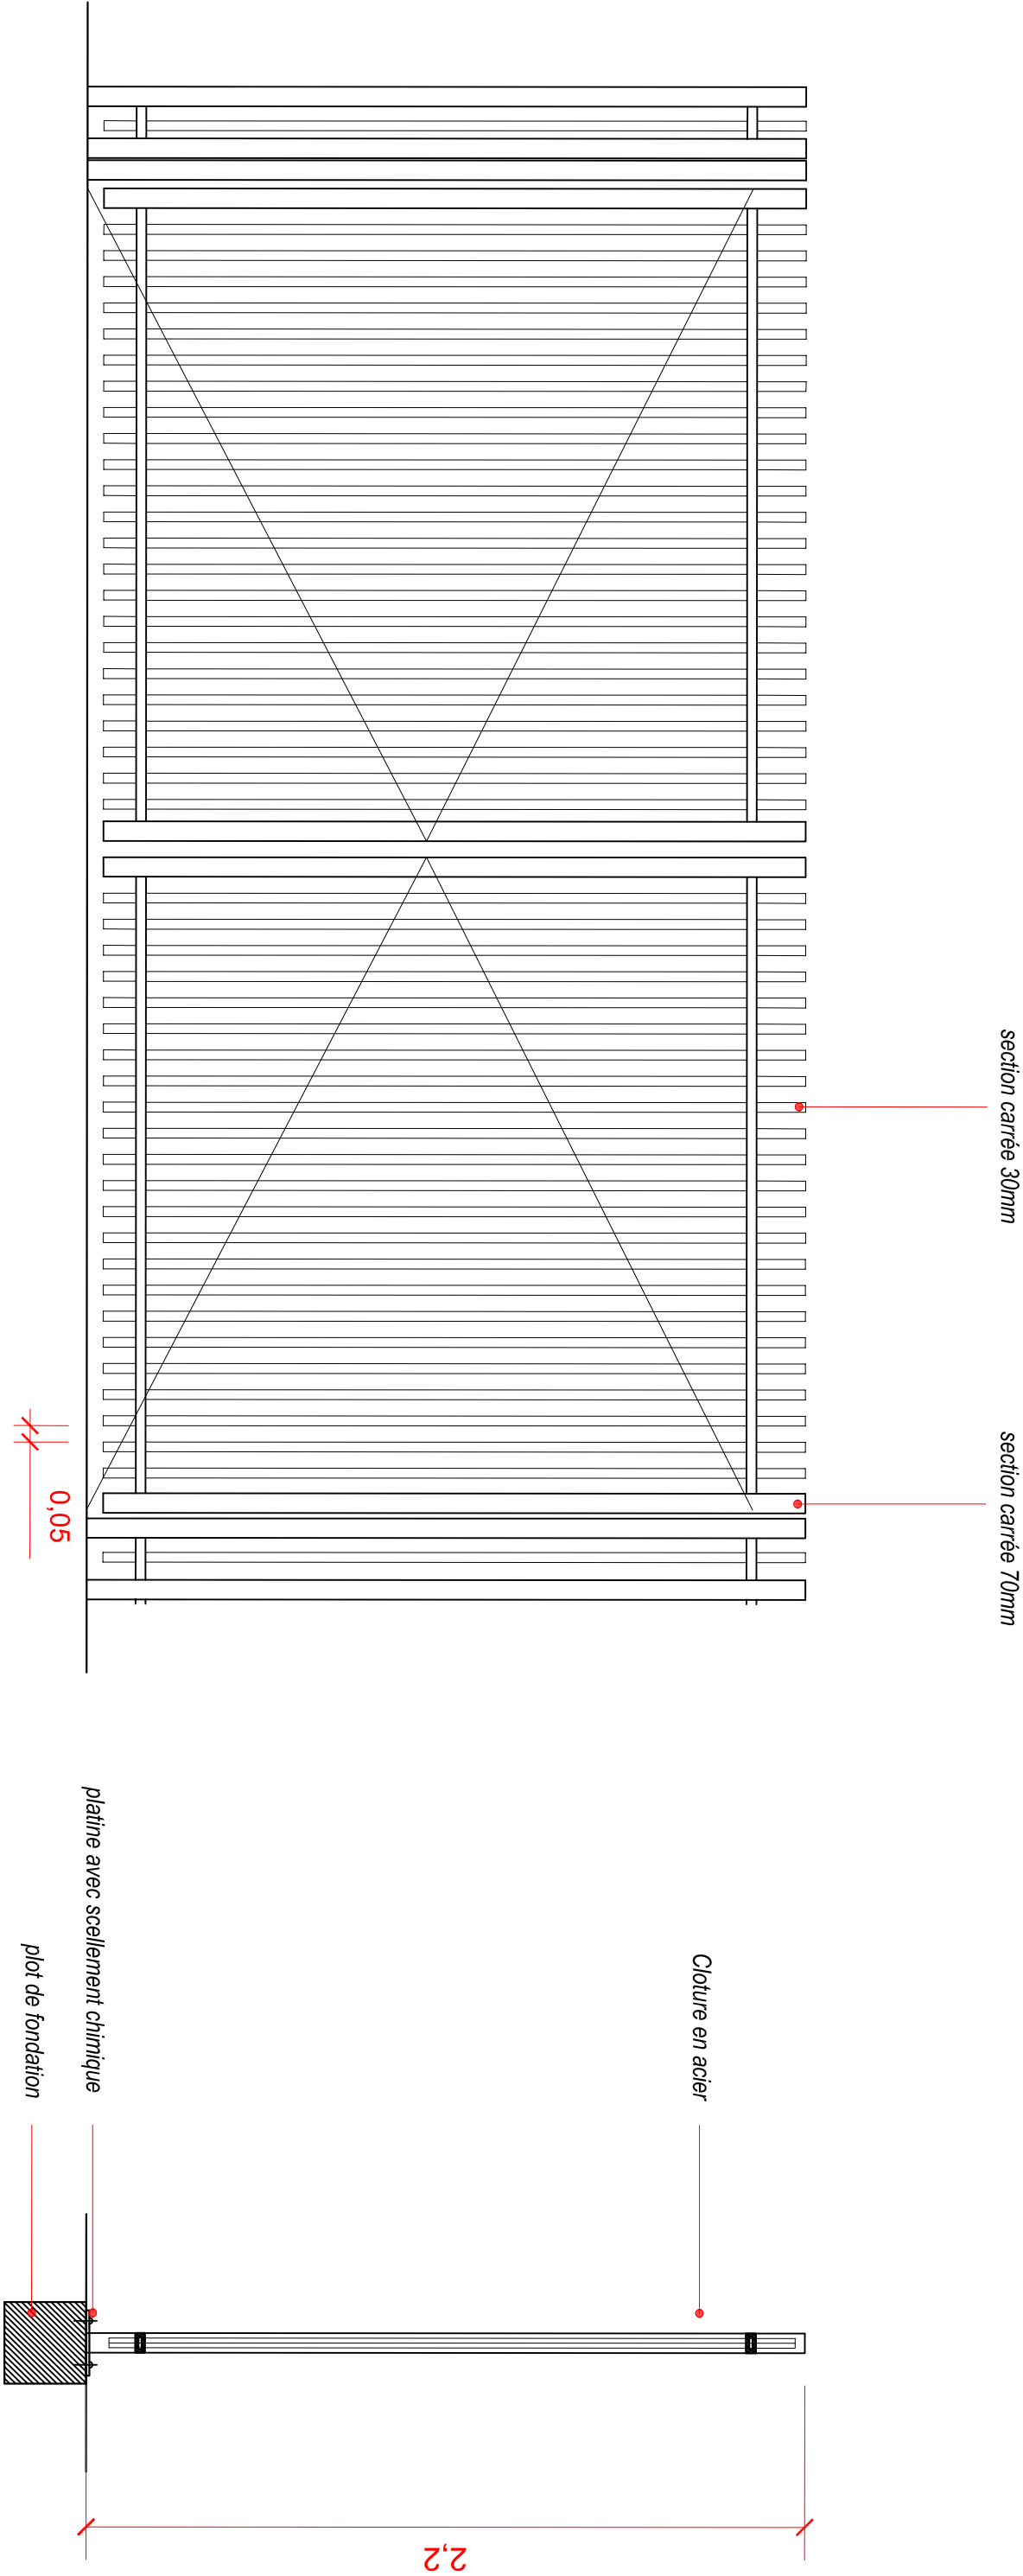 section carrée 30mm
section carrée 70mm
0,05
Cloture en acier
platine avec scellement chimique
plot de fondation
2,2